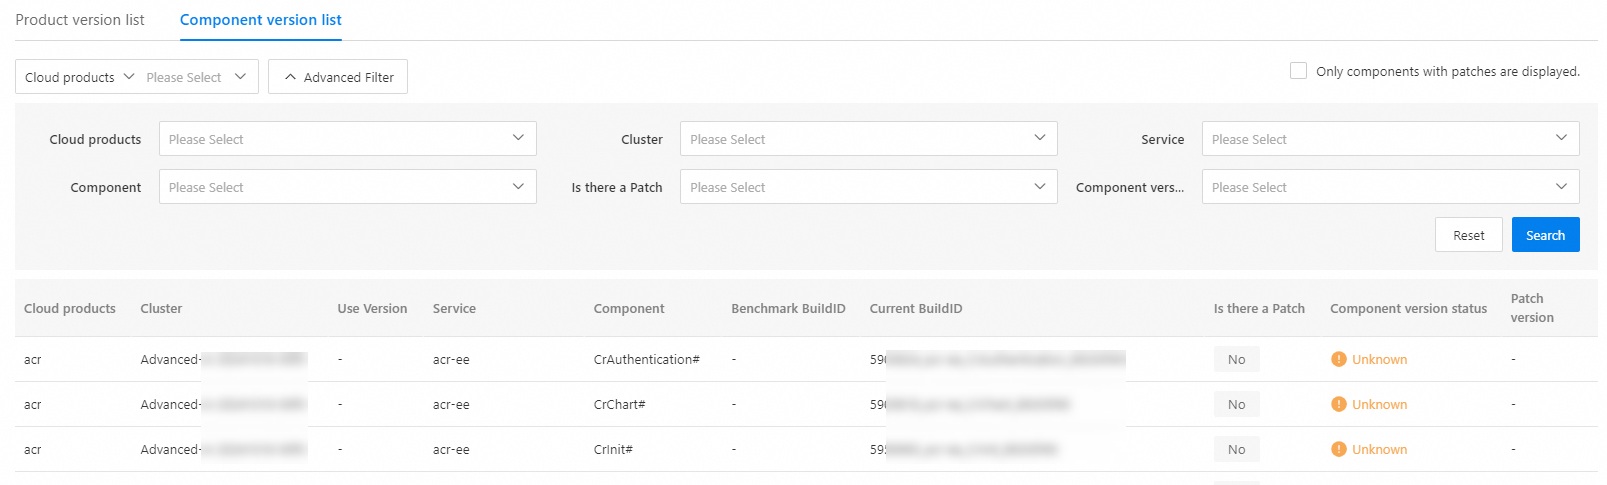 Product version list Component version list
Cloud products Please Select Advanced Filter Only components with patches are displayed.
Cloud products Please Select Cluster Please Select Service Please Select
Component Please Select Is there a Patch Please Select Component vers... Please Select
Reset Search
Cloud products Cluster Use Version Service Component Benchmark BuildID Current BuildID Is there a Patch Component version status Patch version
acr Advanced- - acr-ee CrAuthentication# - No Unknown -
acr Advanced- - acr-ee CrChart# - No Unknown -
acr Advanced- - acr-ee CrInit# - No Unknown -